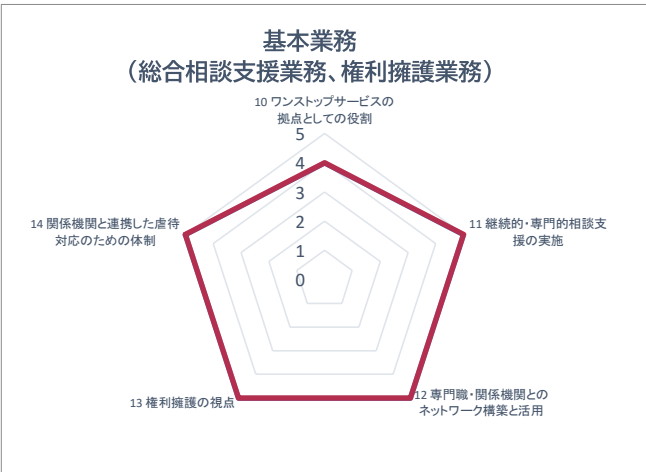 基本業務
（総合相談支援業務、権利擁護業務）
10 ワンストップサービスの
拠点としての役割
5
4
3
2
1
0
14 関係機関と連携した虐待
対応のための体制
11 継続的・専門的相談支
援の実施
13 権利擁護の視点
12 専門職・関係機関との
ネットワーク構築と活用